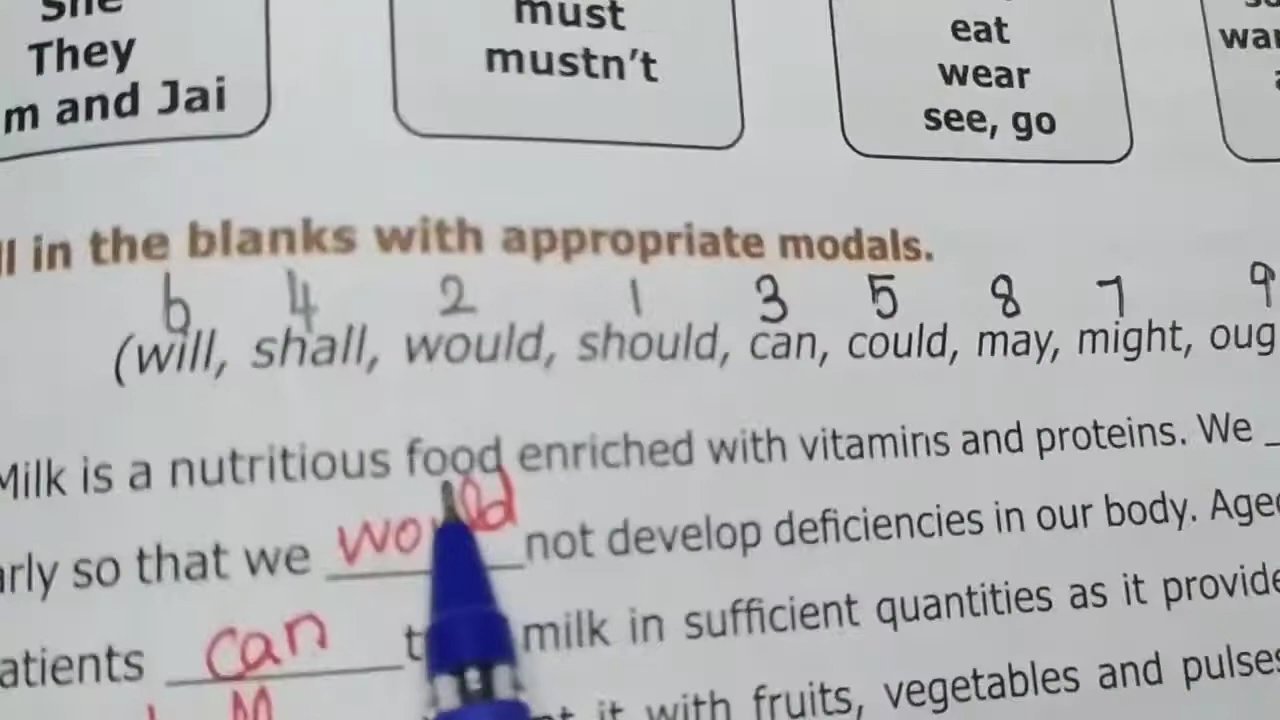 She must
They mustn't eat
m and Jai wear
see, go
ll in the blanks with appropriate modals.
6 4 2 1 3 5 8 7 9
(will, shall, would, should, can, could, may, might, oug
Milk is a nutritious food enriched with vitamins and proteins. We
arly so that we would not develop deficiencies in our body. Age
atients can milk in sufficient quantities as it provide
it with fruits, vegetables and pulses